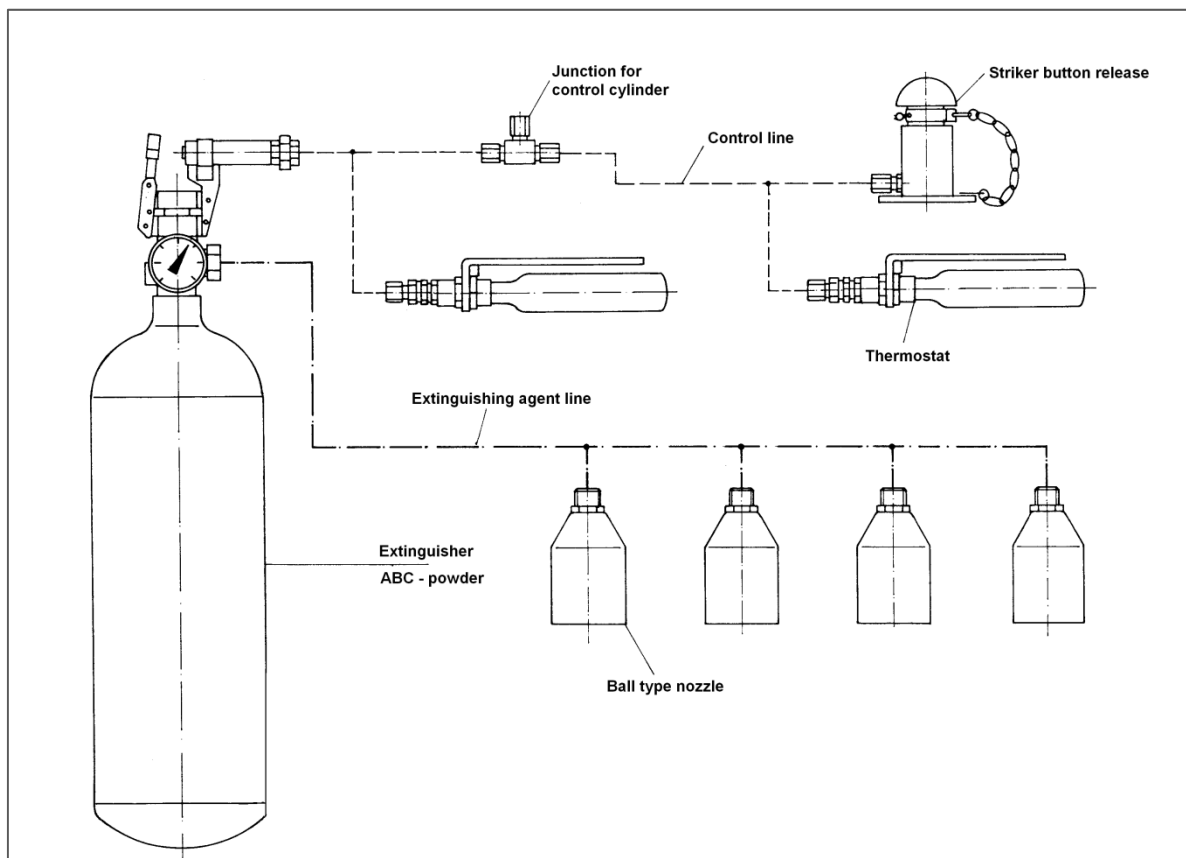 Junction for
control cylinder
Striker button release
Control line
Thermostat
Extinguishing agent line
Extinguisher
ABC - powder
Ball type nozzle